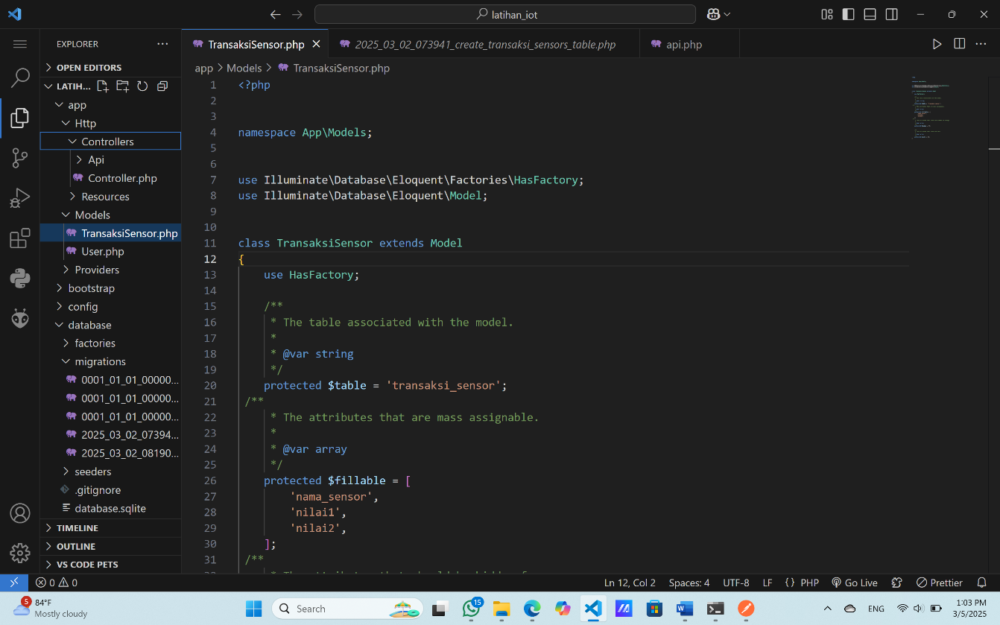 latihan_iot
EXPLORER
TransaksiSensor.php
2025_03_02_073941_create_transaksi_sensors_table.php
api.php
OPEN EDITORS
LATIH...
app
Http
Controllers
Api
Controller.php
Resources
Models
TransaksiSensor.php
User.php
Providers
bootstrap
config
database
factories
migrations
0001_01_01_00000...
0001_01_01_00000...
0001_01_01_00000...
2025_03_02_07394...
2025_03_02_08190...
seeders
.gitignore
database.sqlite
TIMELINE
OUTLINE
VS CODE PETS
app > Models > TransaksiSensor.php
1 <?php
2
3
4 namespace App\Models;
5
6
7 use Illuminate\Database\Eloquent\Factories\HasFactory;
8 use Illuminate\Database\Eloquent\Model;
9
10
11 class TransaksiSensor extends Model
12 {
13 use HasFactory;
14
15 /**
16 * The table associated with the model.
17 *
18 * @var string
19 */
20 protected $table = 'transaksi_sensor';
21 /**
22 * The attributes that are mass assignable.
23 *
24 * @var array
25 */
26 protected $fillable = [
27 'nama_sensor',
28 'nilai1',
29 'nilai2',
30 ];
31 /**
0 0
Ln 12, Col 2 Spaces: 4 UTF-8 LF {} PHP Go Live Prettier
5
84°F
Mostly cloudy
Search
15
ENG
1:03 PM
3/5/2025